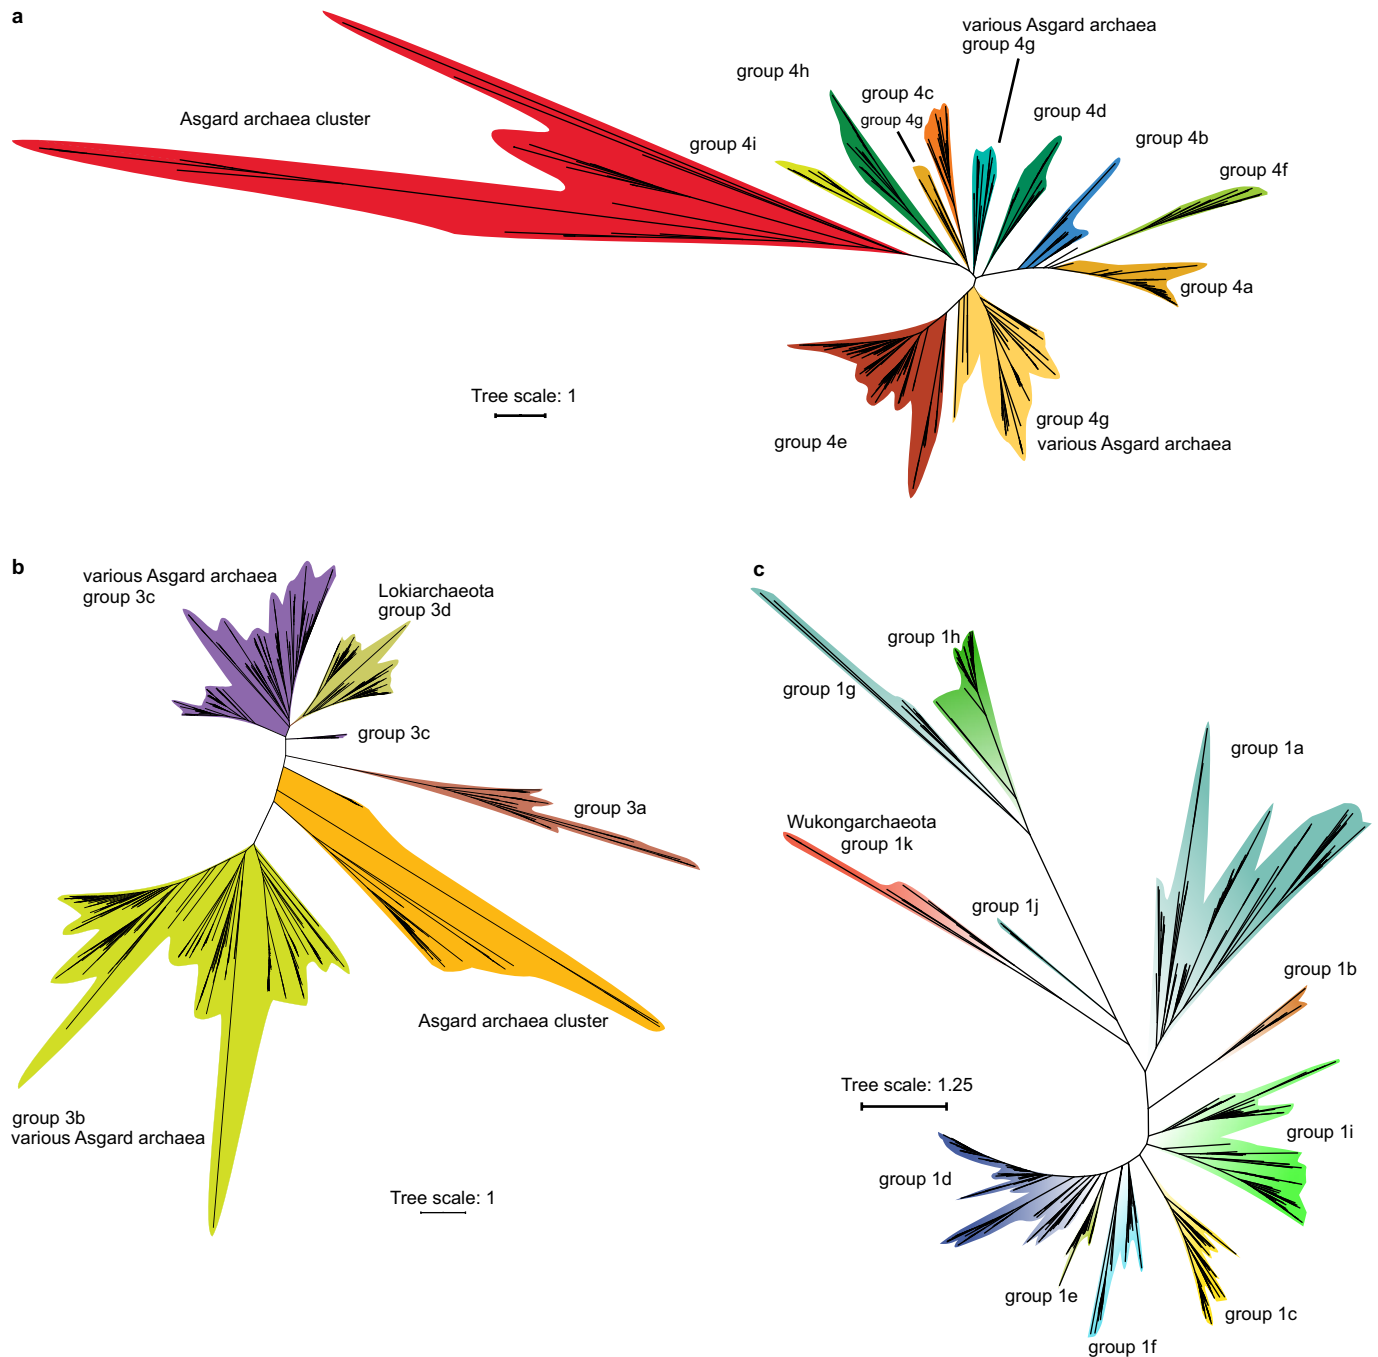 a
various Asgard archaea
group 4g
group 4h
group 4c
group 4g
group 4d
Asgard archaea cluster
group 4i
group 4b
group 4f
group 4a
Tree scale: 1
group 4g
various Asgard archaea
group 4e
b
various Asgard archaea
group 3c
Lokiarchaeota
group 3d
group 3c
group 3a
Asgard archaea cluster
group 3b
various Asgard archaea
Tree scale: 1
c
group 1h
group 1g
group 1a
Wukongarchaeota
group 1k
group 1j
group 1b
Tree scale: 1.25
group 1i
group 1d
group 1e
group 1c
group 1f